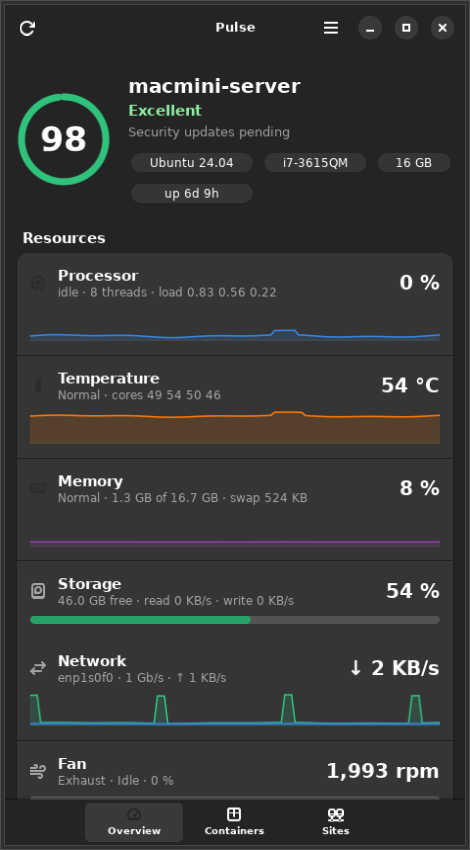 Pulse
macmini-server
Excellent
98
Security updates pending
Ubuntu 24.04
i7-3615QM
16 GB
up 6d 9h
Resources
Processor
0 %
idle · 8 threads · load 0.83 0.56 0.22
Temperature
54 °C
Normal · cores 49 54 50 46
Memory
8 %
Normal · 1.3 GB of 16.7 GB · swap 524 KB
Storage
54 %
46.0 GB free · read 0 KB/s · write 0 KB/s
Network
↓ 2 KB/s
enp1s0f0 · 1 Gb/s · ↑ 1 KB/s
Fan
1,993 rpm
Exhaust · Idle · 0 %
Overview
Containers
Sites